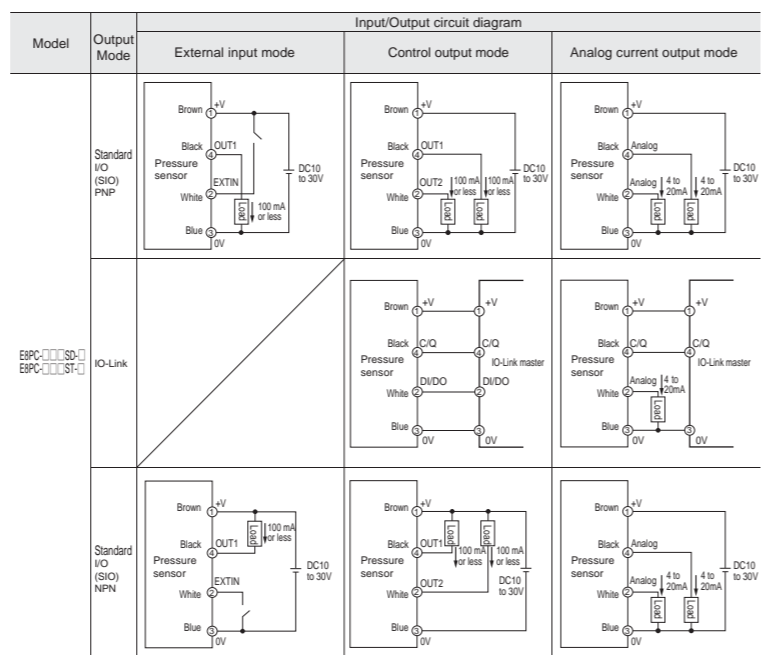 Model
Output Mode
Input/Output circuit diagram
External input mode
Control output mode
Analog current output mode
E8PC-□□□SD-□
E8PC-□□□ST-□
Standard
I/O
(SIO)
PNP
Brown
① +V
Black
④ OUT1
Pressure
sensor
EXTIN
White
②
Load
100 mA
or less
DC10
to 30V
Blue
③
0V
Brown
① +V
Black
④ OUT1
Pressure
sensor
OUT2
White
②
100 mA
or less
100 mA
or less
Load
Load
DC10
to 30V
Blue
③
0V
Brown
① +V
Black
④ Analog
Pressure
sensor
Analog
White
②
4 to
20mA
4 to
20mA
Load
Load
DC10
to 30V
Blue
③
0V
IO-Link
Brown
① +V
① +V
Black
④ C/Q
④ C/Q
Pressure
sensor
IO-Link master
DI/DO
DI/DO
White
②
②
Blue
③
0V
③
0V
Brown
① +V
① +V
Black
④ C/Q
④ C/Q
Pressure
sensor
IO-Link master
Analog
White
②
4 to
20mA
Load
Blue
③
0V
③
0V
Standard
I/O
(SIO)
NPN
Brown
① +V
Load
100 mA
or less
Black
④ OUT1
Pressure
sensor
EXTIN
White
②
DC10
to 30V
Blue
③
0V
Brown
① +V
Load
Load
Black
④ OUT1
100 mA
or less
100 mA
or less
Pressure
sensor
OUT2
White
②
DC10
to 30V
Blue
③
0V
Brown
① +V
Black
④ Analog
Pressure
sensor
Analog
White
②
4 to
20mA
4 to
20mA
Load
Load
DC10
to 30V
Blue
③
0V